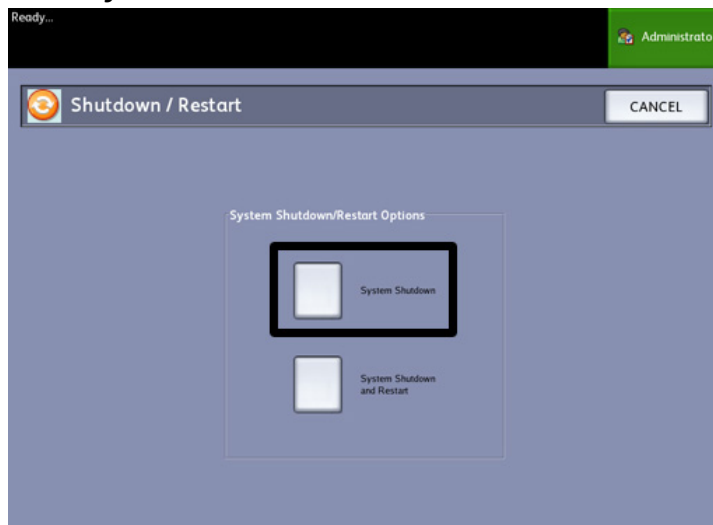 Ready...
Administrato
Shutdown / Restart
CANCEL
System Shutdown/Restart Options
System Shutdown
System Shutdown
and Restart